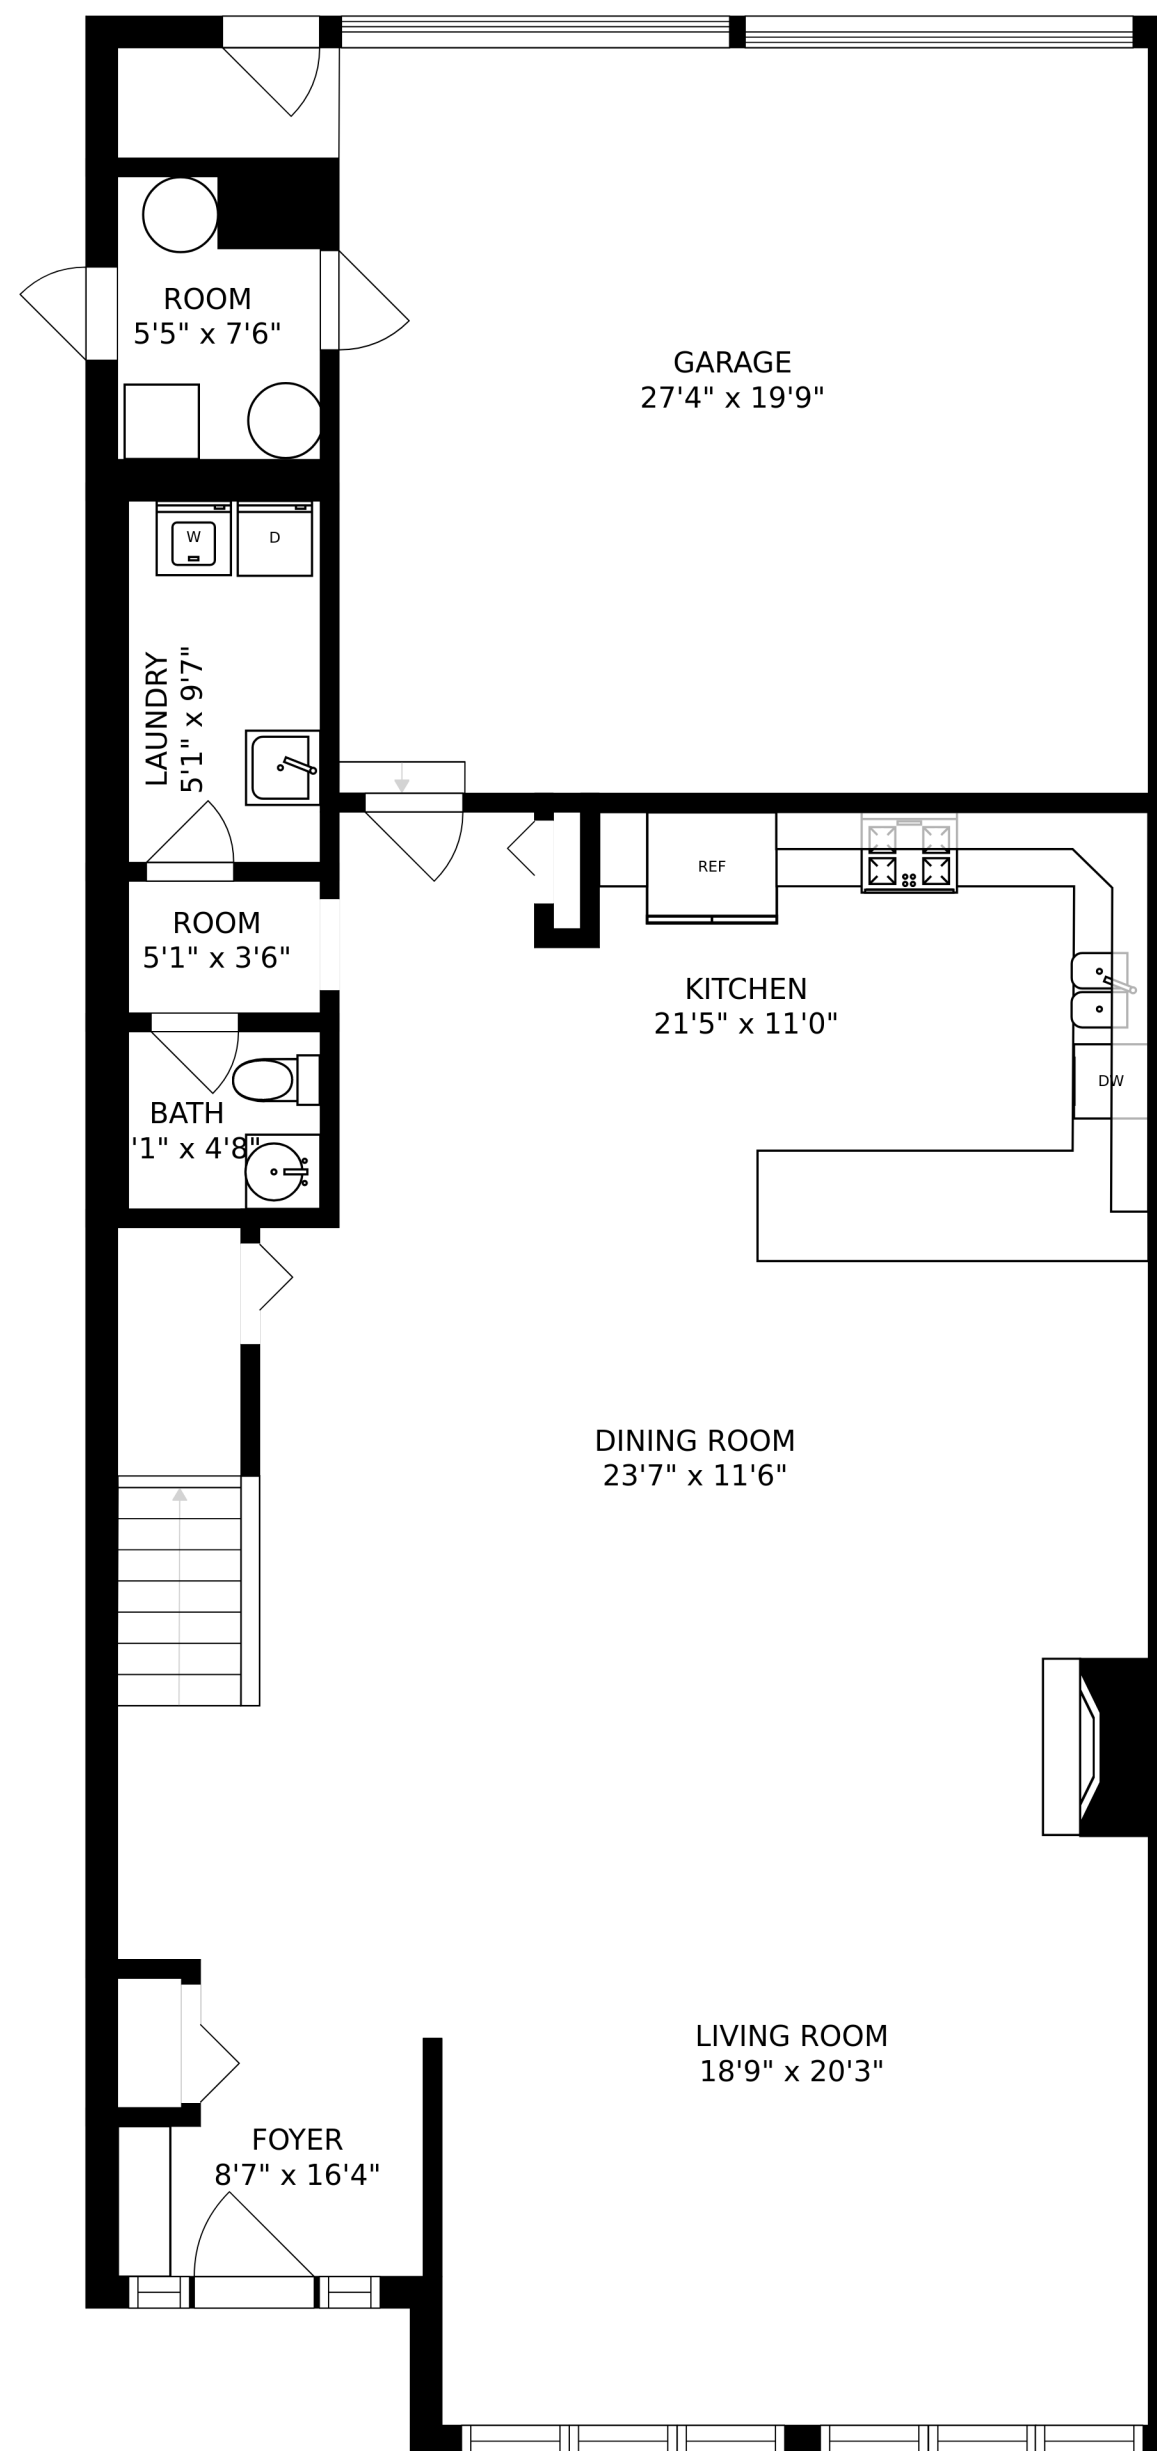 ROOM
5'5" x 7'6"
GARAGE
27'4" x 19'9"
W
D
LAUNDRY
5'1" x 9'7"
REF
ROOM
5'1" x 3'6"
KITCHEN
21'5" x 11'0"
DW
BATH
'1" x 4'8"
DINING ROOM
23'7" x 11'6"
LIVING ROOM
18'9" x 20'3"
FOYER
8'7" x 16'4"